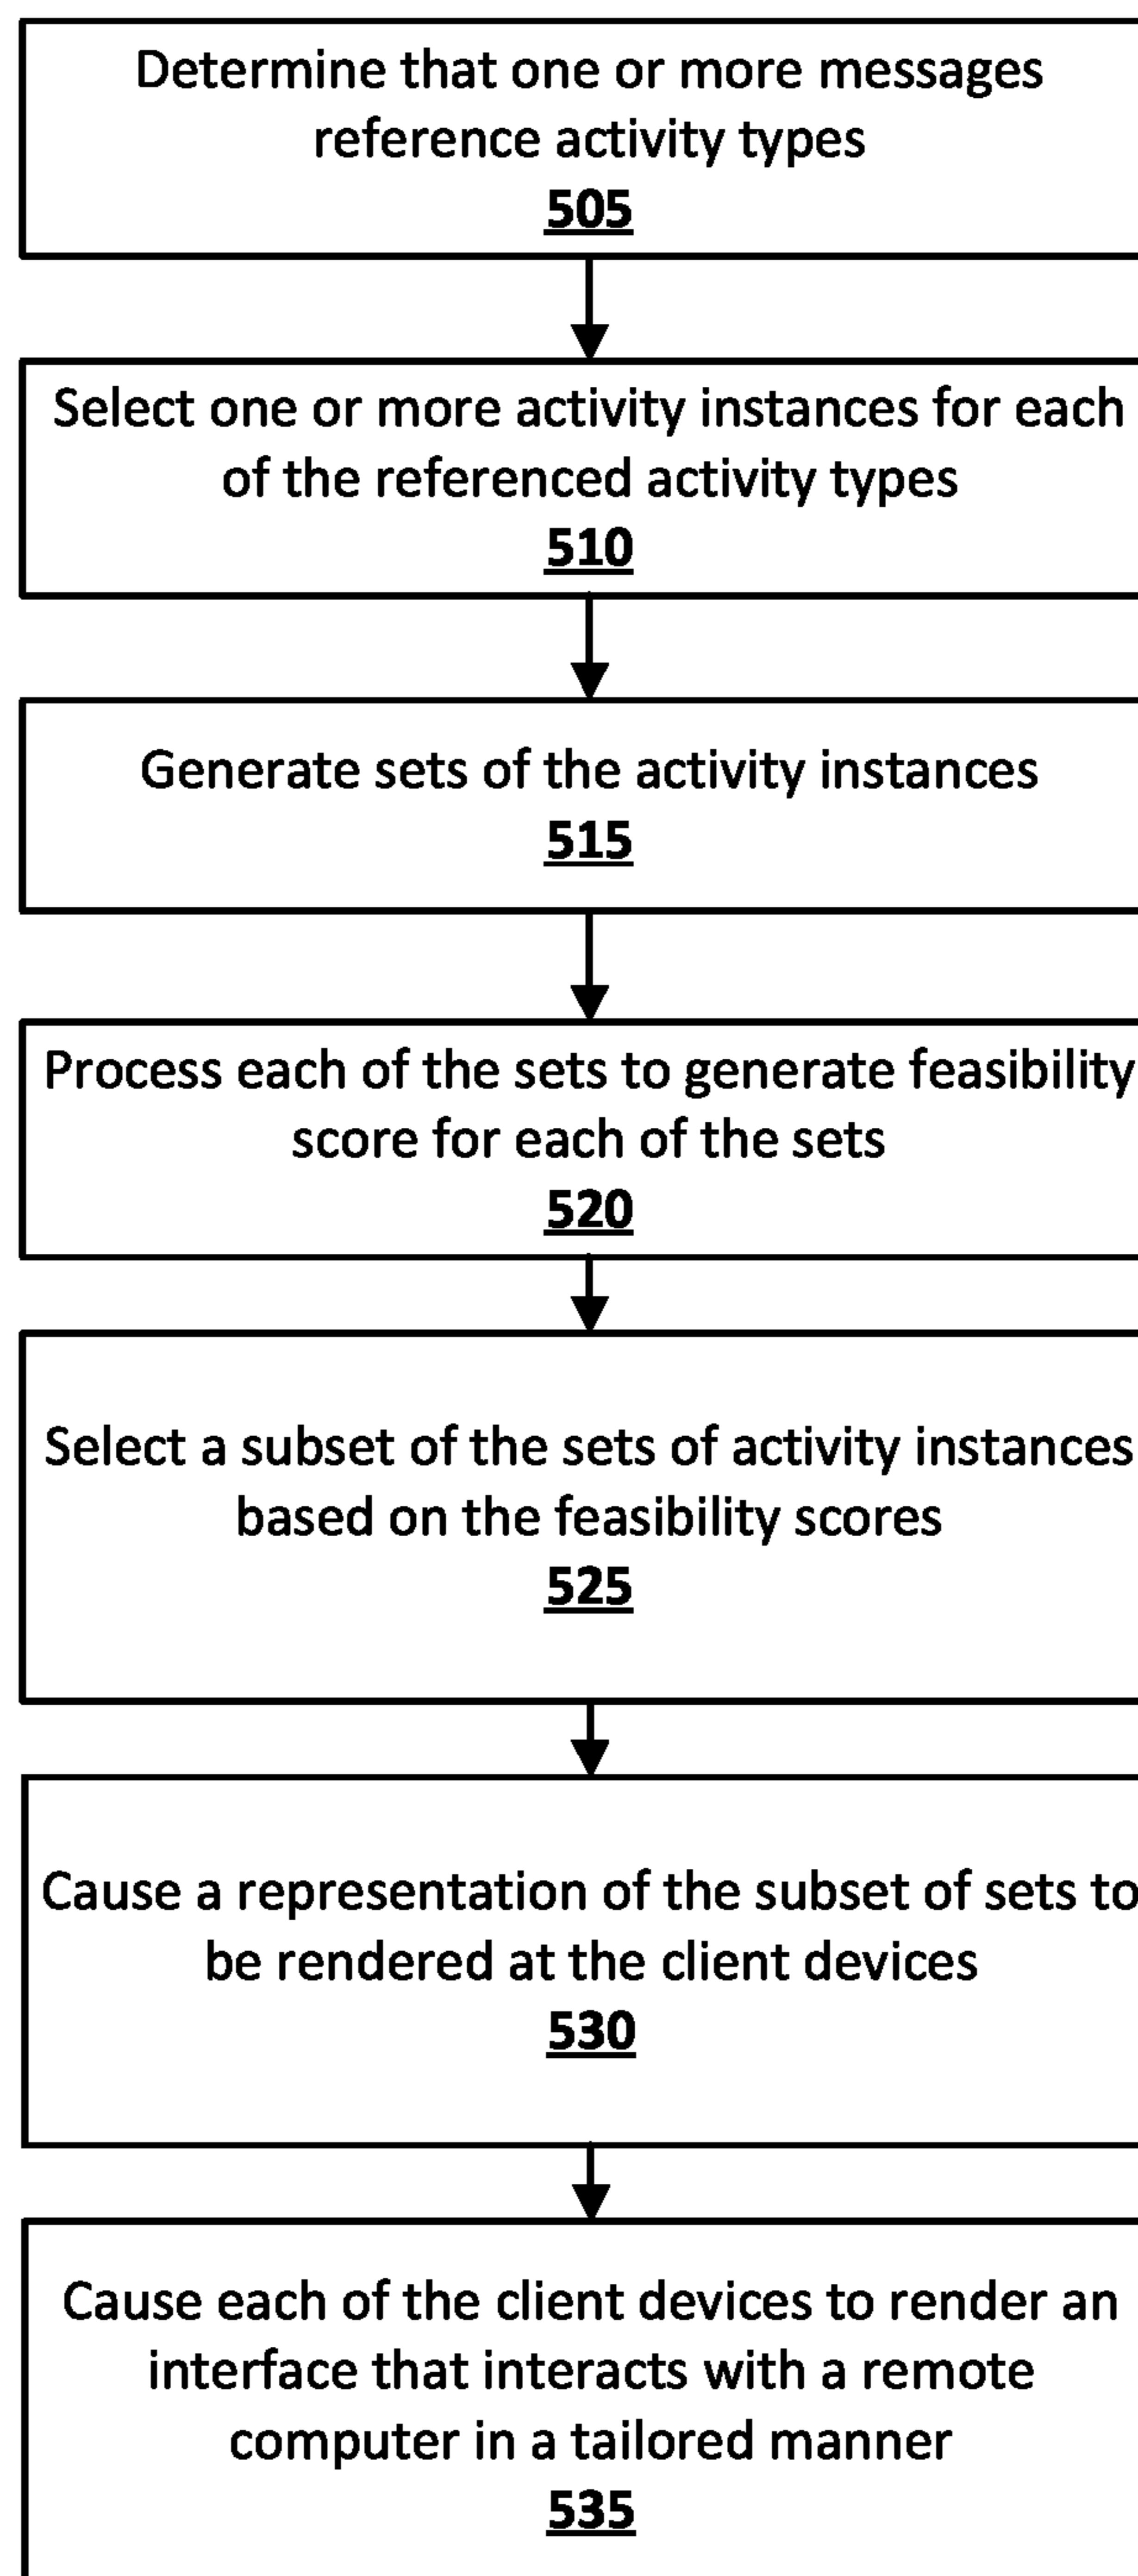 Determine that one or more messages
reference activity types
505
Select one or more activity instances for each
of the referenced activity types
510
Generate sets of the activity instances
515
Process each of the sets to generate feasibility
score for each of the sets
520
Select a subset of the sets of activity instances
based on the feasibility scores
525
Cause a representation of the subset of sets to
be rendered at the client devices
530
Cause each of the client devices to render an
interface that interacts with a remote
computer in a tailored manner
535